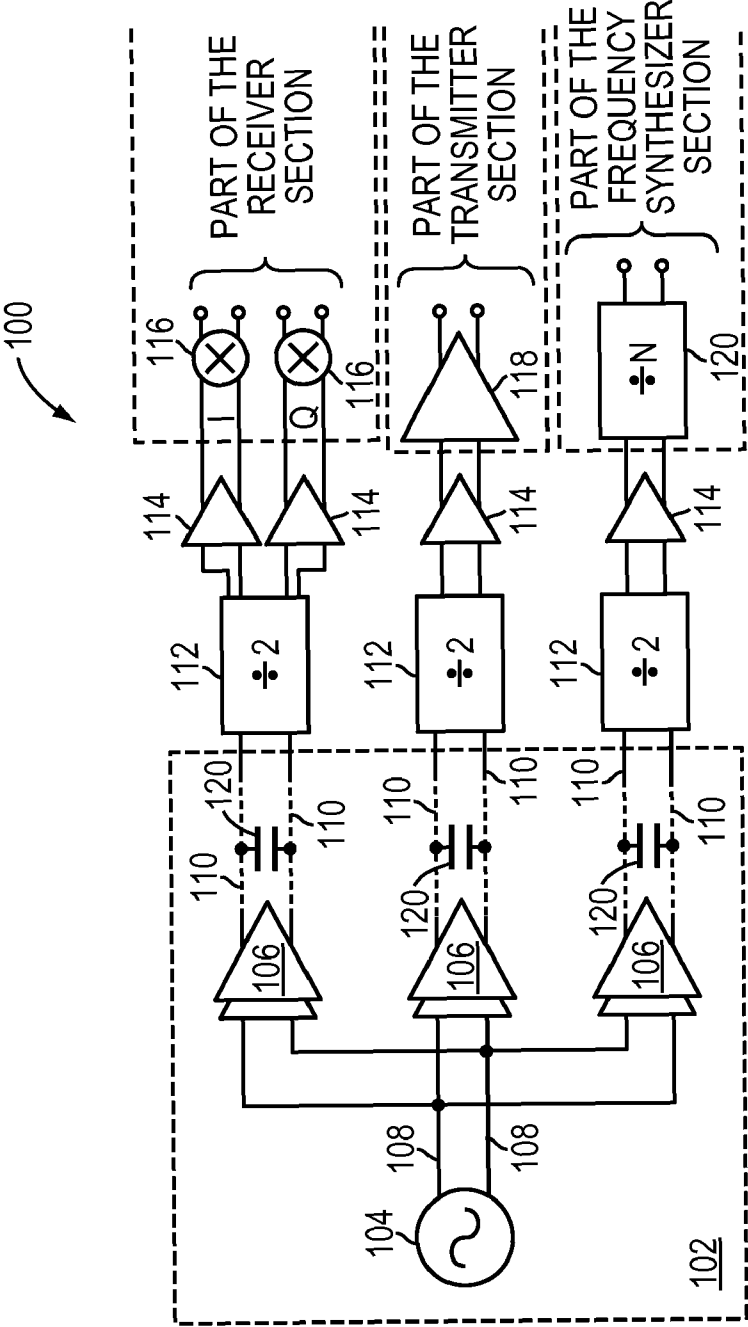 100
PART OF THE
RECEIVER
SECTION
PART OF THE
TRANSMITTER
SECTION
PART OF THE
FREQUENCY
SYNTHESIZER
SECTION
116
116
I
Q
118
÷N
120
114
114
114
114
112
÷2
112
÷2
112
÷2
110
120
110
110
120
110
110
120
110
106
106
106
108
108
104
102